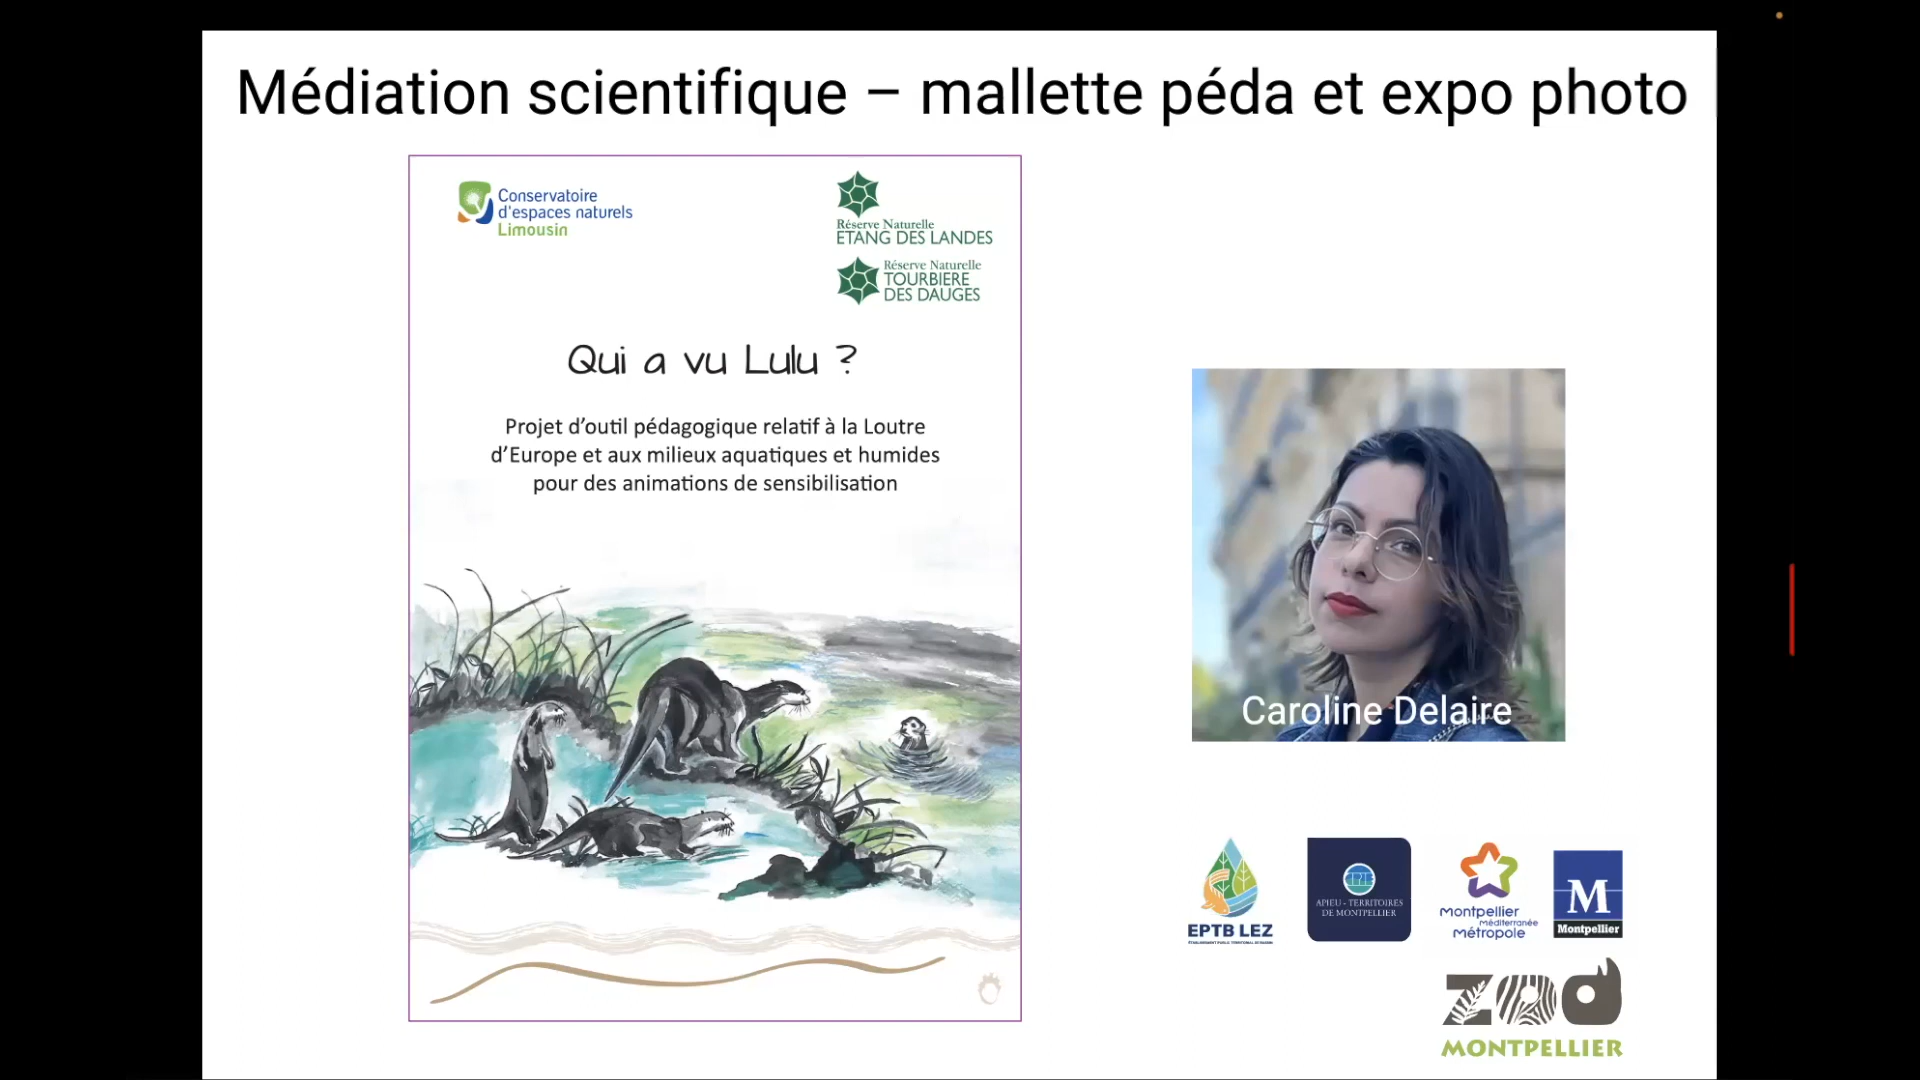 Médiation scientifique – mallette péda et expo photo
Conservatoire
d'espaces naturels
Limousin
Réserve Naturelle
ETANG DES LANDES
Réserve Naturelle
TOURBIERE
DES DAUGES
Qui a vu Lulu ?
Projet d'outil pédagogique relatif à la Loutre
d'Europe et aux milieux aquatiques et humides
pour des animations de sensibilisation
Caroline Delaire
EPTB LEZ
APIEU - TERRITOIRES
DE MONTPELLIER
montpellier
méditerranée
métropole
M
Montpellier
zoo
MONTPELLIER